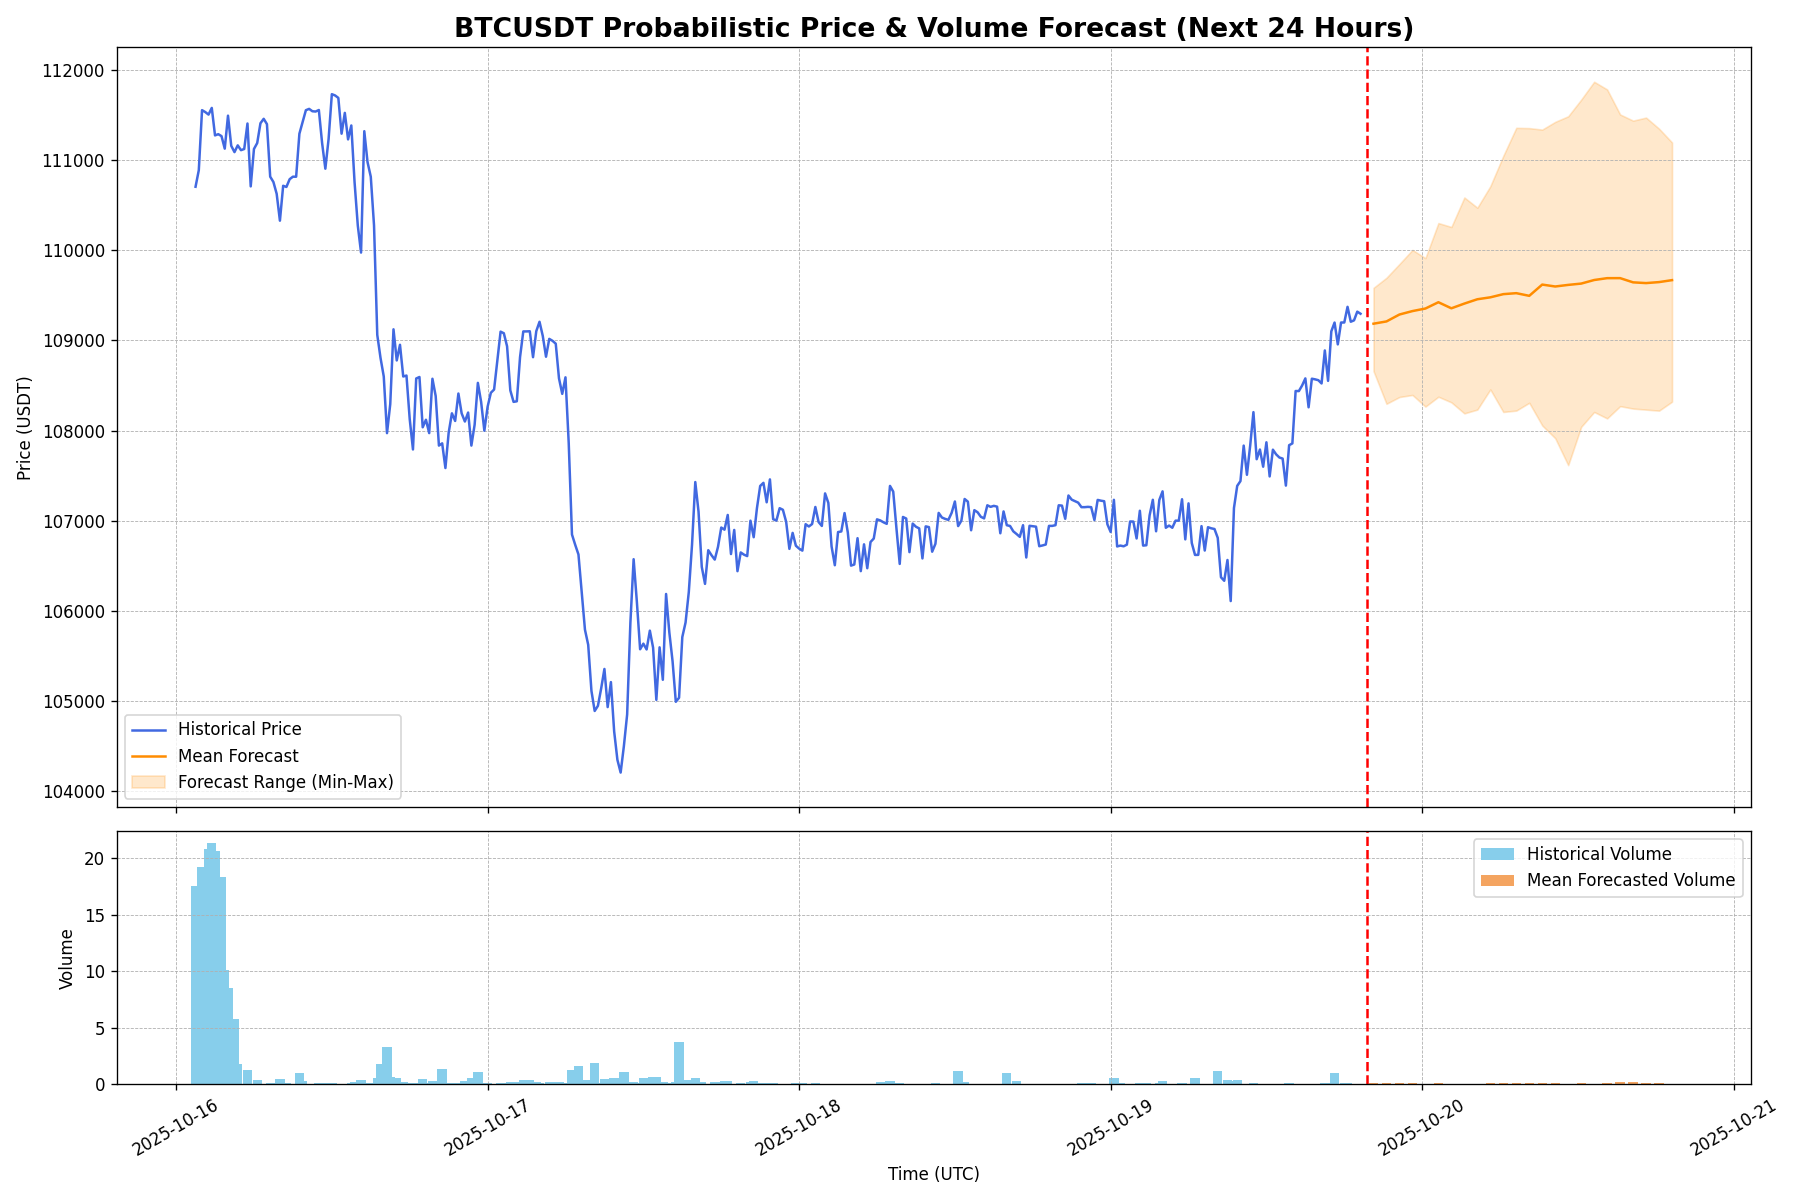 BTCUSDT Probabilistic Price & Volume Forecast (Next 24 Hours)
112000
111000
110000
109000
108000
107000
106000
105000
104000
Price (USDT)
Historical Price
Mean Forecast
Forecast Range (Min-Max)
20
15
10
5
0
Volume
Historical Volume
Mean Forecasted Volume
2025-10-16
2025-10-17
2025-10-18
2025-10-19
2025-10-20
2025-10-21
Time (UTC)